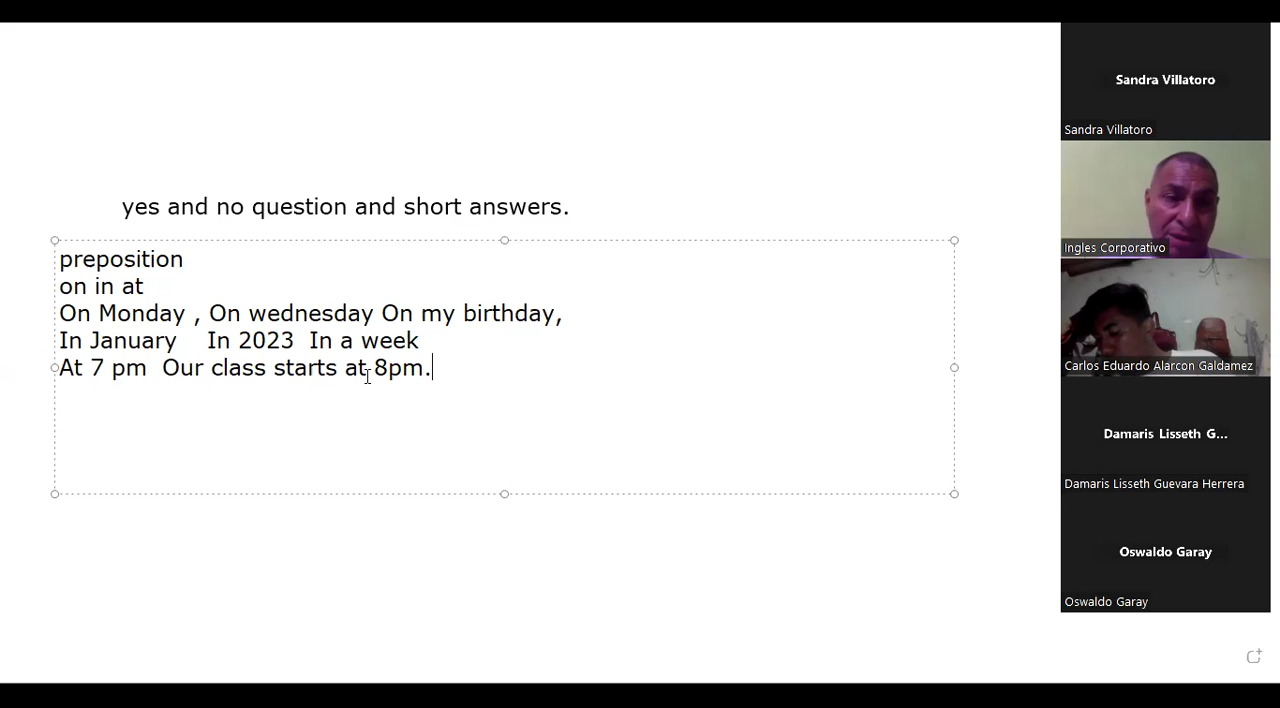 yes and no question and short answers.
preposition
on in at
On Monday , On wednesday On my birthday,
In January    In 2023  In a week
At 7 pm  Our class starts at 8pm.
Sandra Villatoro
Sandra Villatoro
Ingles Corporativo
Carlos Eduardo Alarcon Galdamez
Damaris Lisseth G...
Damaris Lisseth Guevara Herrera
Oswaldo Garay
Oswaldo Garay